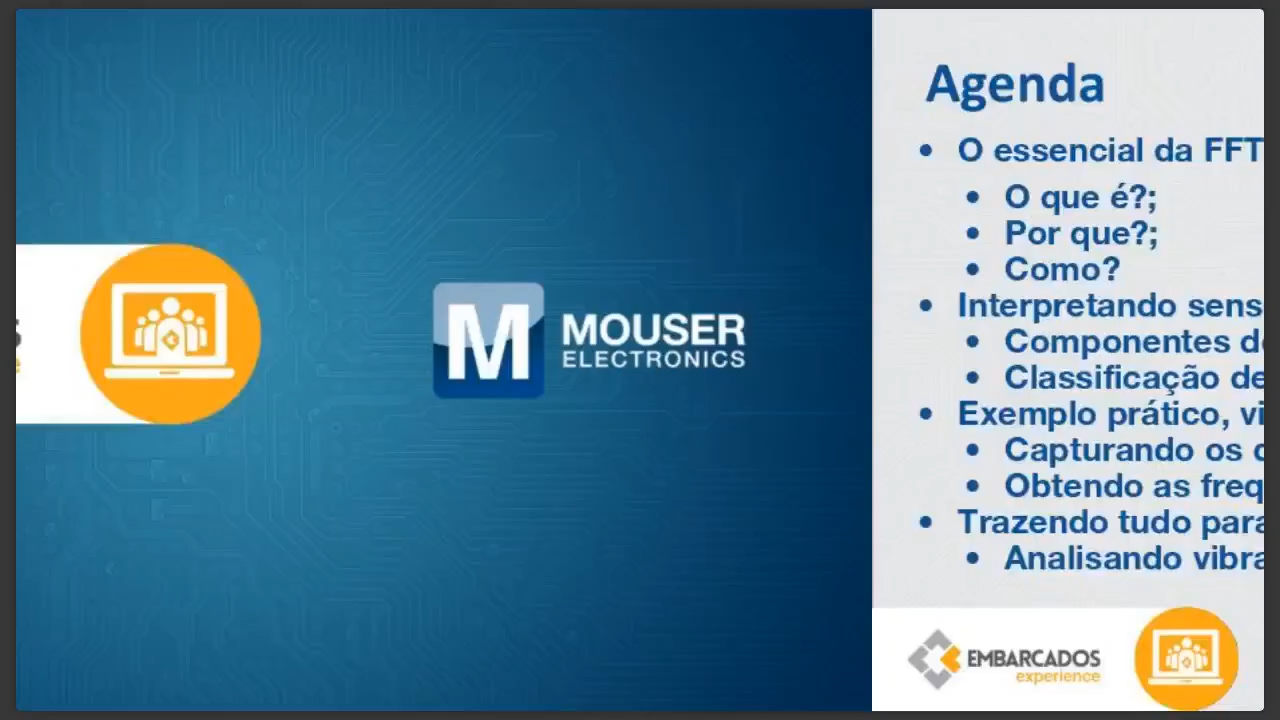 M MOUSER
ELECTRONICS
Agenda
• O essencial da FFT
• O que é?;
• Por que?;
• Como?
• Interpretando sens
• Componentes d
• Classificação de
• Exemplo prático, vi
• Capturando os
• Obtendo as freq
• Trazendo tudo para
• Analisando vibra
EMBARCADOS
experience